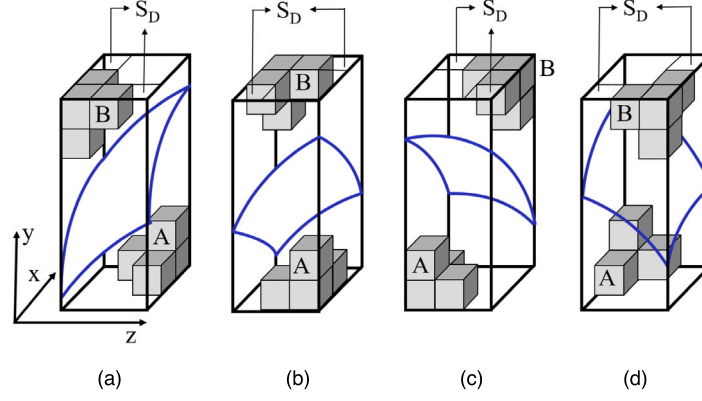 S_D S_D S_D S_D
B B B B
y x z
A A A A
(a) (b) (c) (d)